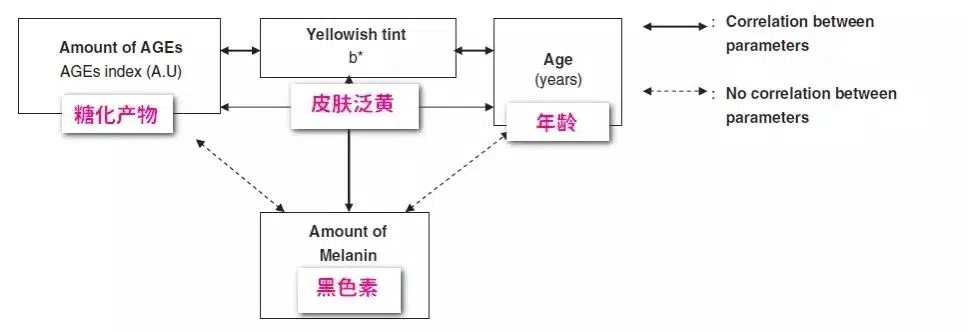 Amount of AGEs
AGEs index (A.U)
糖化产物
Yellowish tint
b*
皮肤泛黄
Age
(years)
年龄
Amount of
Melanin
黑色素
: Correlation between
parameters
: No correlation between
parameters